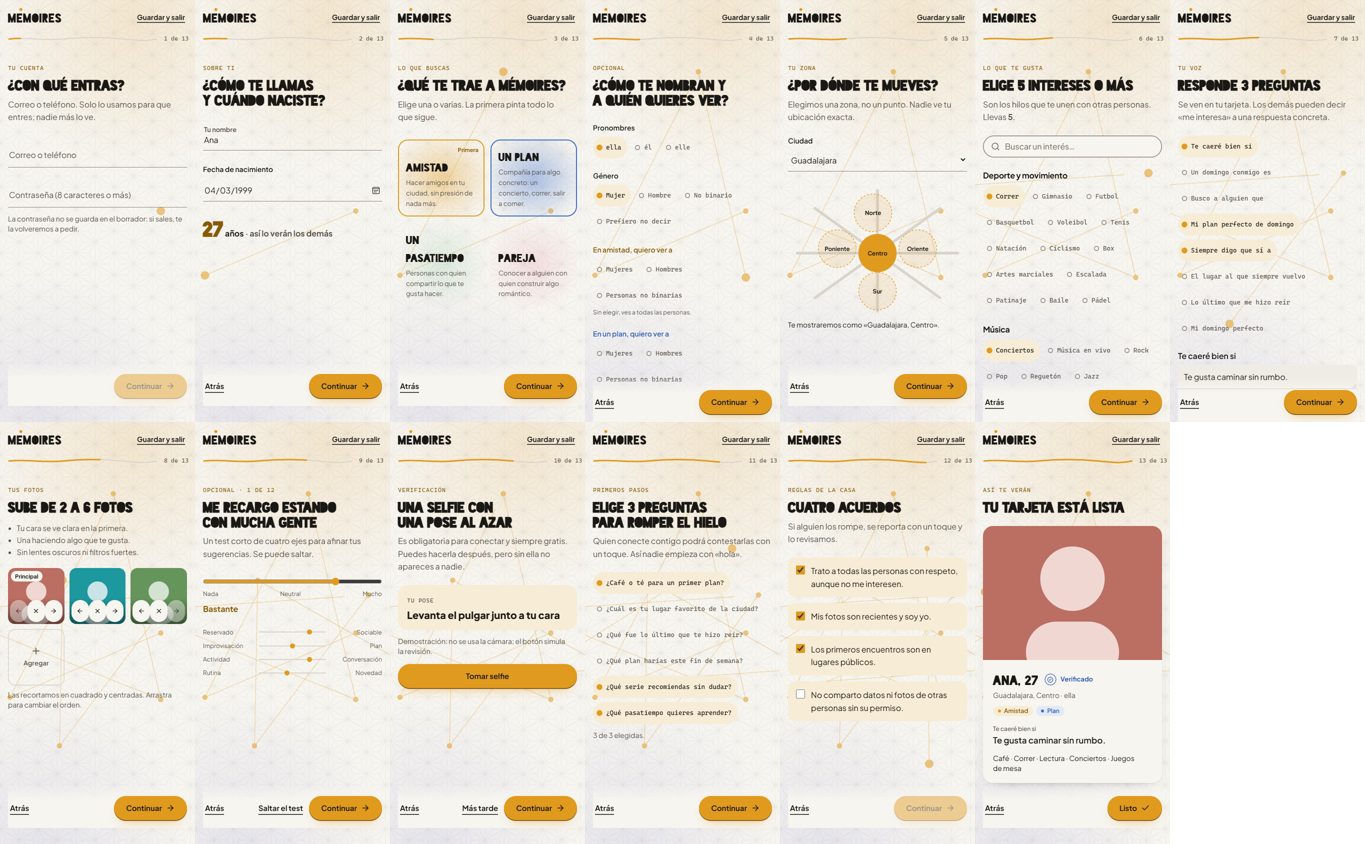 MEMOIRES
Guardar y salir
1 de 13
TU CUENTA
¿CON QUÉ ENTRAS?
Correo o teléfono. Solo lo usamos para que
entres; nadie más lo ve.
Correo o teléfono
Contraseña (8 caracteres o más)
La contraseña no se guarda en el borrador: si sales, te
la volveremos a pedir.
Continuar →
MEMOIRES
Guardar y salir
2 de 13
SOBRE TI
¿CÓMO TE LLAMAS
Y CUÁNDO NACISTE?
Tu nombre
Ana
Fecha de nacimiento
04/03/1999
27 años · así lo verán los demás
Atrás
Continuar →
MEMOIRES
Guardar y salir
3 de 13
LO QUE BUSCAS
¿QUÉ TE TRAE A MÉMOIRES?
Elige una o varias. La primera pinta todo lo
que sigue.
Primera
AMISTAD
Hacer amigos en tu
ciudad, sin presión de
nada más.
UN PLAN
Compañía para algo
concreto: un
concierto, correr, salir
a comer.
UN
PASATIEMPO
Personas con quien
compartir lo que te
gusta hacer.
PAREJA
Conocer a alguien con
quien construir algo
romántico.
Atrás
Continuar →
MEMOIRES
Guardar y salir
4 de 13
OPCIONAL
¿CÓMO TE NOMBRAN Y
A QUIÉN QUIERES VER?
Pronombres
ella
él
elle
Género
Mujer
Hombre
No binario
Prefiero no decir
En amistad, quiero ver a
Mujeres
Hombres
Personas no binarias
Sin elegir, ves a todas las personas.
En un plan, quiero ver a
Mujeres
Hombres
Personas no binarias
Atrás
Continuar →
MEMOIRES
Guardar y salir
5 de 13
TU ZONA
¿POR DÓNDE TE MUEVES?
Elegimos una zona, no un punto. Nadie ve tu
ubicación exacta.
Ciudad
Guadalajara
Norte
Poniente
Centro
Oriente
Sur
Te mostraremos como «Guadalajara, Centro».
Atrás
Continuar →
MEMOIRES
Guardar y salir
6 de 13
LO QUE TE GUSTA
ELIGE 5 INTERESES O MÁS
Son los hilos que te unen con otras personas.
Llevas 5.
Buscar un interés…
Deporte y movimiento
Correr
Gimnasio
Futbol
Basquetbol
Voleibol
Tenis
Natación
Ciclismo
Box
Artes marciales
Escalada
Patinaje
Baile
Pádel
Música
Conciertos
Música en vivo
Rock
Pop
Reguetón
Jazz
Atrás
Continuar →
MEMOIRES
Guardar y salir
7 de 13
TU VOZ
RESPONDE 3 PREGUNTAS
Se ven en tu tarjeta. Los demás pueden decir
«me interesa» a una respuesta concreta.
Te caeré bien si
Un domingo conmigo es
Busco a alguien que
Mi plan perfecto de domingo
Siempre digo que sí a
El lugar al que siempre vuelvo
Lo último que me hizo reír
Mi domingo perfecto
Te caeré bien si
Te gusta caminar sin rumbo.
Atrás
Continuar →
MEMOIRES
Guardar y salir
8 de 13
TUS FOTOS
SUBE DE 2 A 6 FOTOS
• Tu cara se ve clara en la primera.
• Una haciendo algo que te gusta.
• Sin lentes oscuros ni filtros fuertes.
Principal
+
Agregar
Las recortamos en cuadrado y centradas. Arrastra
para cambiar el orden.
Atrás
Continuar →
MEMOIRES
Guardar y salir
9 de 13
OPCIONAL · 1 DE 12
ME RECARGO ESTANDO
CON MUCHA GENTE
Un test corto de cuatro ejes para afinar tus
sugerencias. Se puede saltar.
Nada
Neutral
Mucho
Bastante
Reservado
Sociable
Improvisación
Plan
Actividad
Conversación
Rutina
Novedad
Atrás
Saltar el test
Continuar →
MEMOIRES
Guardar y salir
10 de 13
VERIFICACIÓN
UNA SELFIE CON
UNA POSE AL AZAR
Es obligatoria para conectar y siempre gratis.
Puedes hacerla después, pero sin ella no
apareces a nadie.
TU POSE
Levanta el pulgar junto a tu cara
Demostración: no se usa la cámara; el botón simula
la revisión.
Tomar selfie
Atrás
Más tarde
Continuar →
MEMOIRES
Guardar y salir
11 de 13
PRIMEROS PASOS
ELIGE 3 PREGUNTAS
PARA ROMPER EL HIELO
Quien conecte contigo podrá contestarlas con
un toque. Así nadie empieza con «hola».
¿Café o té para un primer plan?
¿Cuál es tu lugar favorito de la ciudad?
¿Qué fue lo último que te hizo reír?
¿Qué plan harías este fin de semana?
¿Qué serie recomiendas sin dudar?
¿Qué pasatiempo quieres aprender?
3 de 3 elegidas.
Atrás
Continuar →
MEMOIRES
Guardar y salir
12 de 13
REGLAS DE LA CASA
CUATRO ACUERDOS
Si alguien los rompe, se reporta con un toque y
lo revisamos.
Trato a todas las personas con respeto,
aunque no me interesen.
Mis fotos son recientes y soy yo.
Los primeros encuentros son en
lugares públicos.
No comparto datos ni fotos de otras
personas sin su permiso.
Atrás
Continuar →
MEMOIRES
Guardar y salir
13 de 13
ASÍ TE VERÁN
TU TARJETA ESTÁ LISTA
ANA, 27
Verificado
Guadalajara, Centro · ella
Amistad
Plan
Te caeré bien si
Te gusta caminar sin rumbo.
Café · Correr · Lectura · Conciertos · Juegos
de mesa
Atrás
Listo ✓